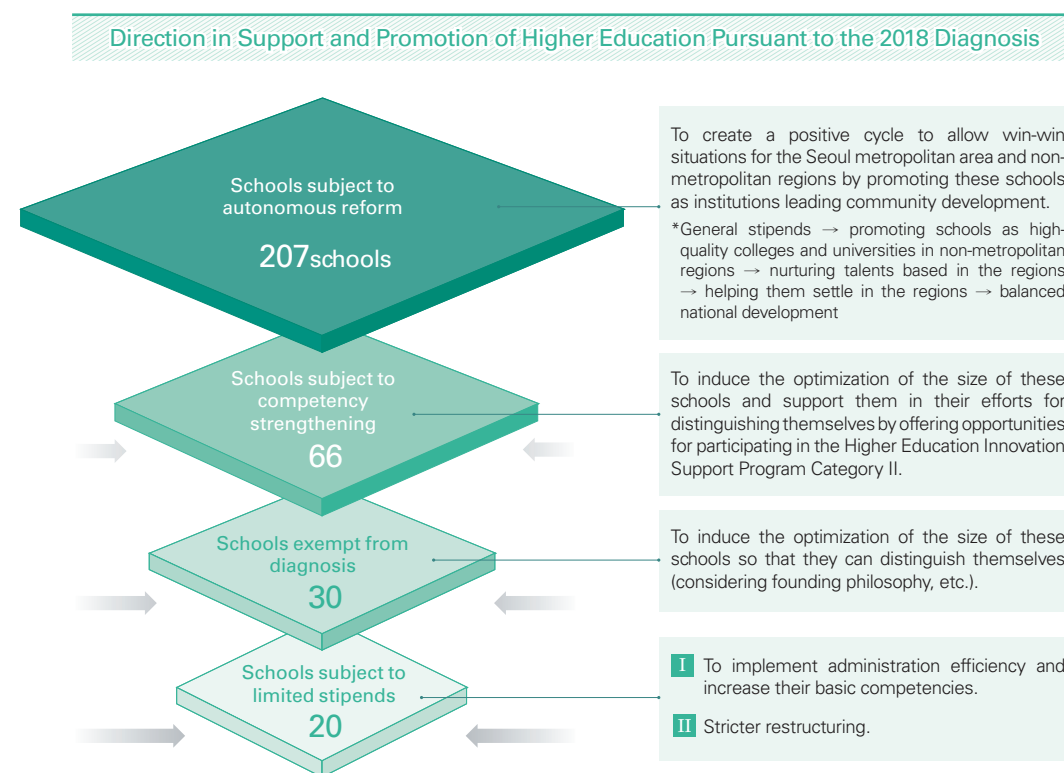 Direction in Support and Promotion of Higher Education Pursuant to the 2018 Diagnosis
Schools subject to
autonomous reform
207schools
To create a positive cycle to allow win-win
situations for the Seoul metropolitan area and non-
metropolitan regions by promoting these schools
as institutions leading community development.
*General stipends → promoting schools as high-
quality colleges and universities in non-metropolitan
regions → nurturing talents based in the regions
→ helping them settle in the regions → balanced
national development
Schools subject to
competency
strengthening
66
To induce the optimization of the size of these
schools and support them in their efforts for
distinguishing themselves by offering opportunities
for participating in the Higher Education Innovation
Support Program Category II.
Schools exempt from
diagnosis
30
To induce the optimization of the size of these
schools so that they can distinguish themselves
(considering founding philosophy, etc.).
Schools subject to
limited stipends
20
I To implement administration efficiency and
increase their basic competencies.
II Stricter restructuring.